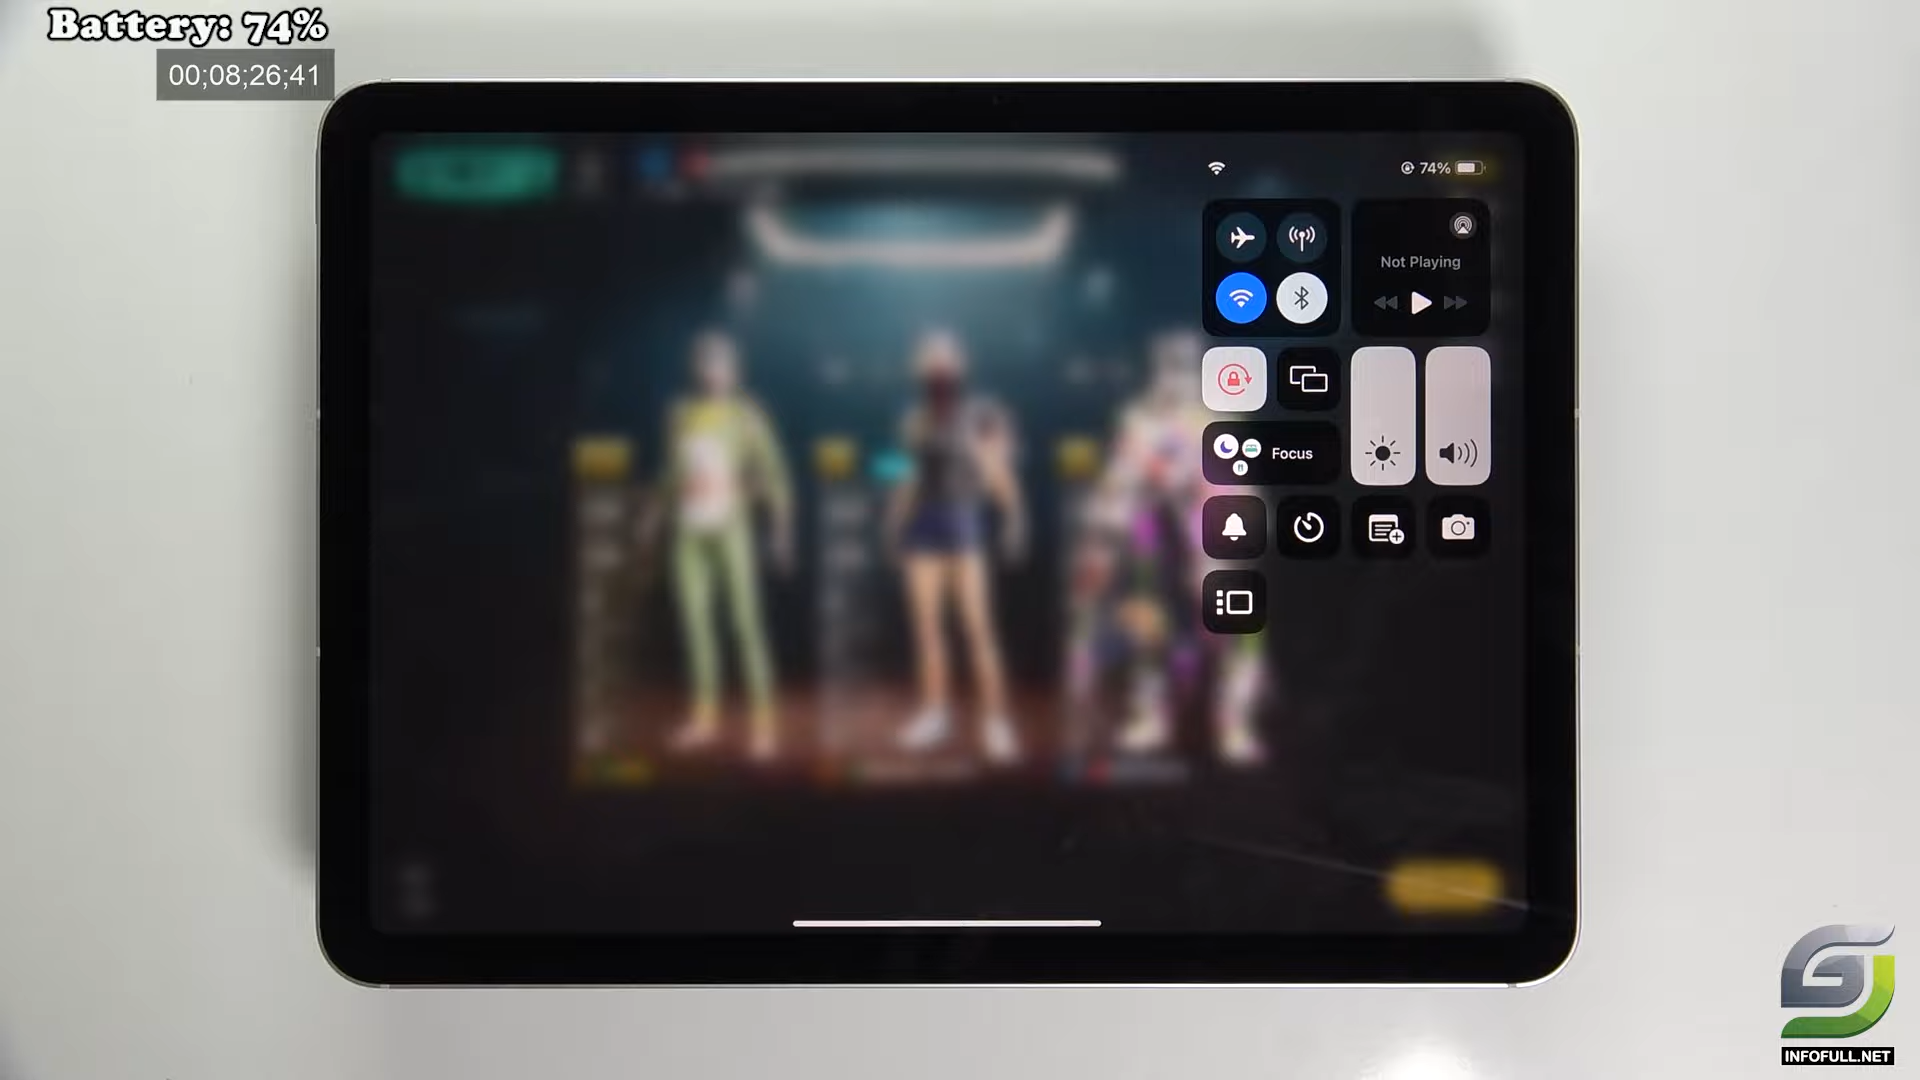 Battery: 74%
00;08;26;41
74%
Not Playing
Focus
INFOFULL.NET